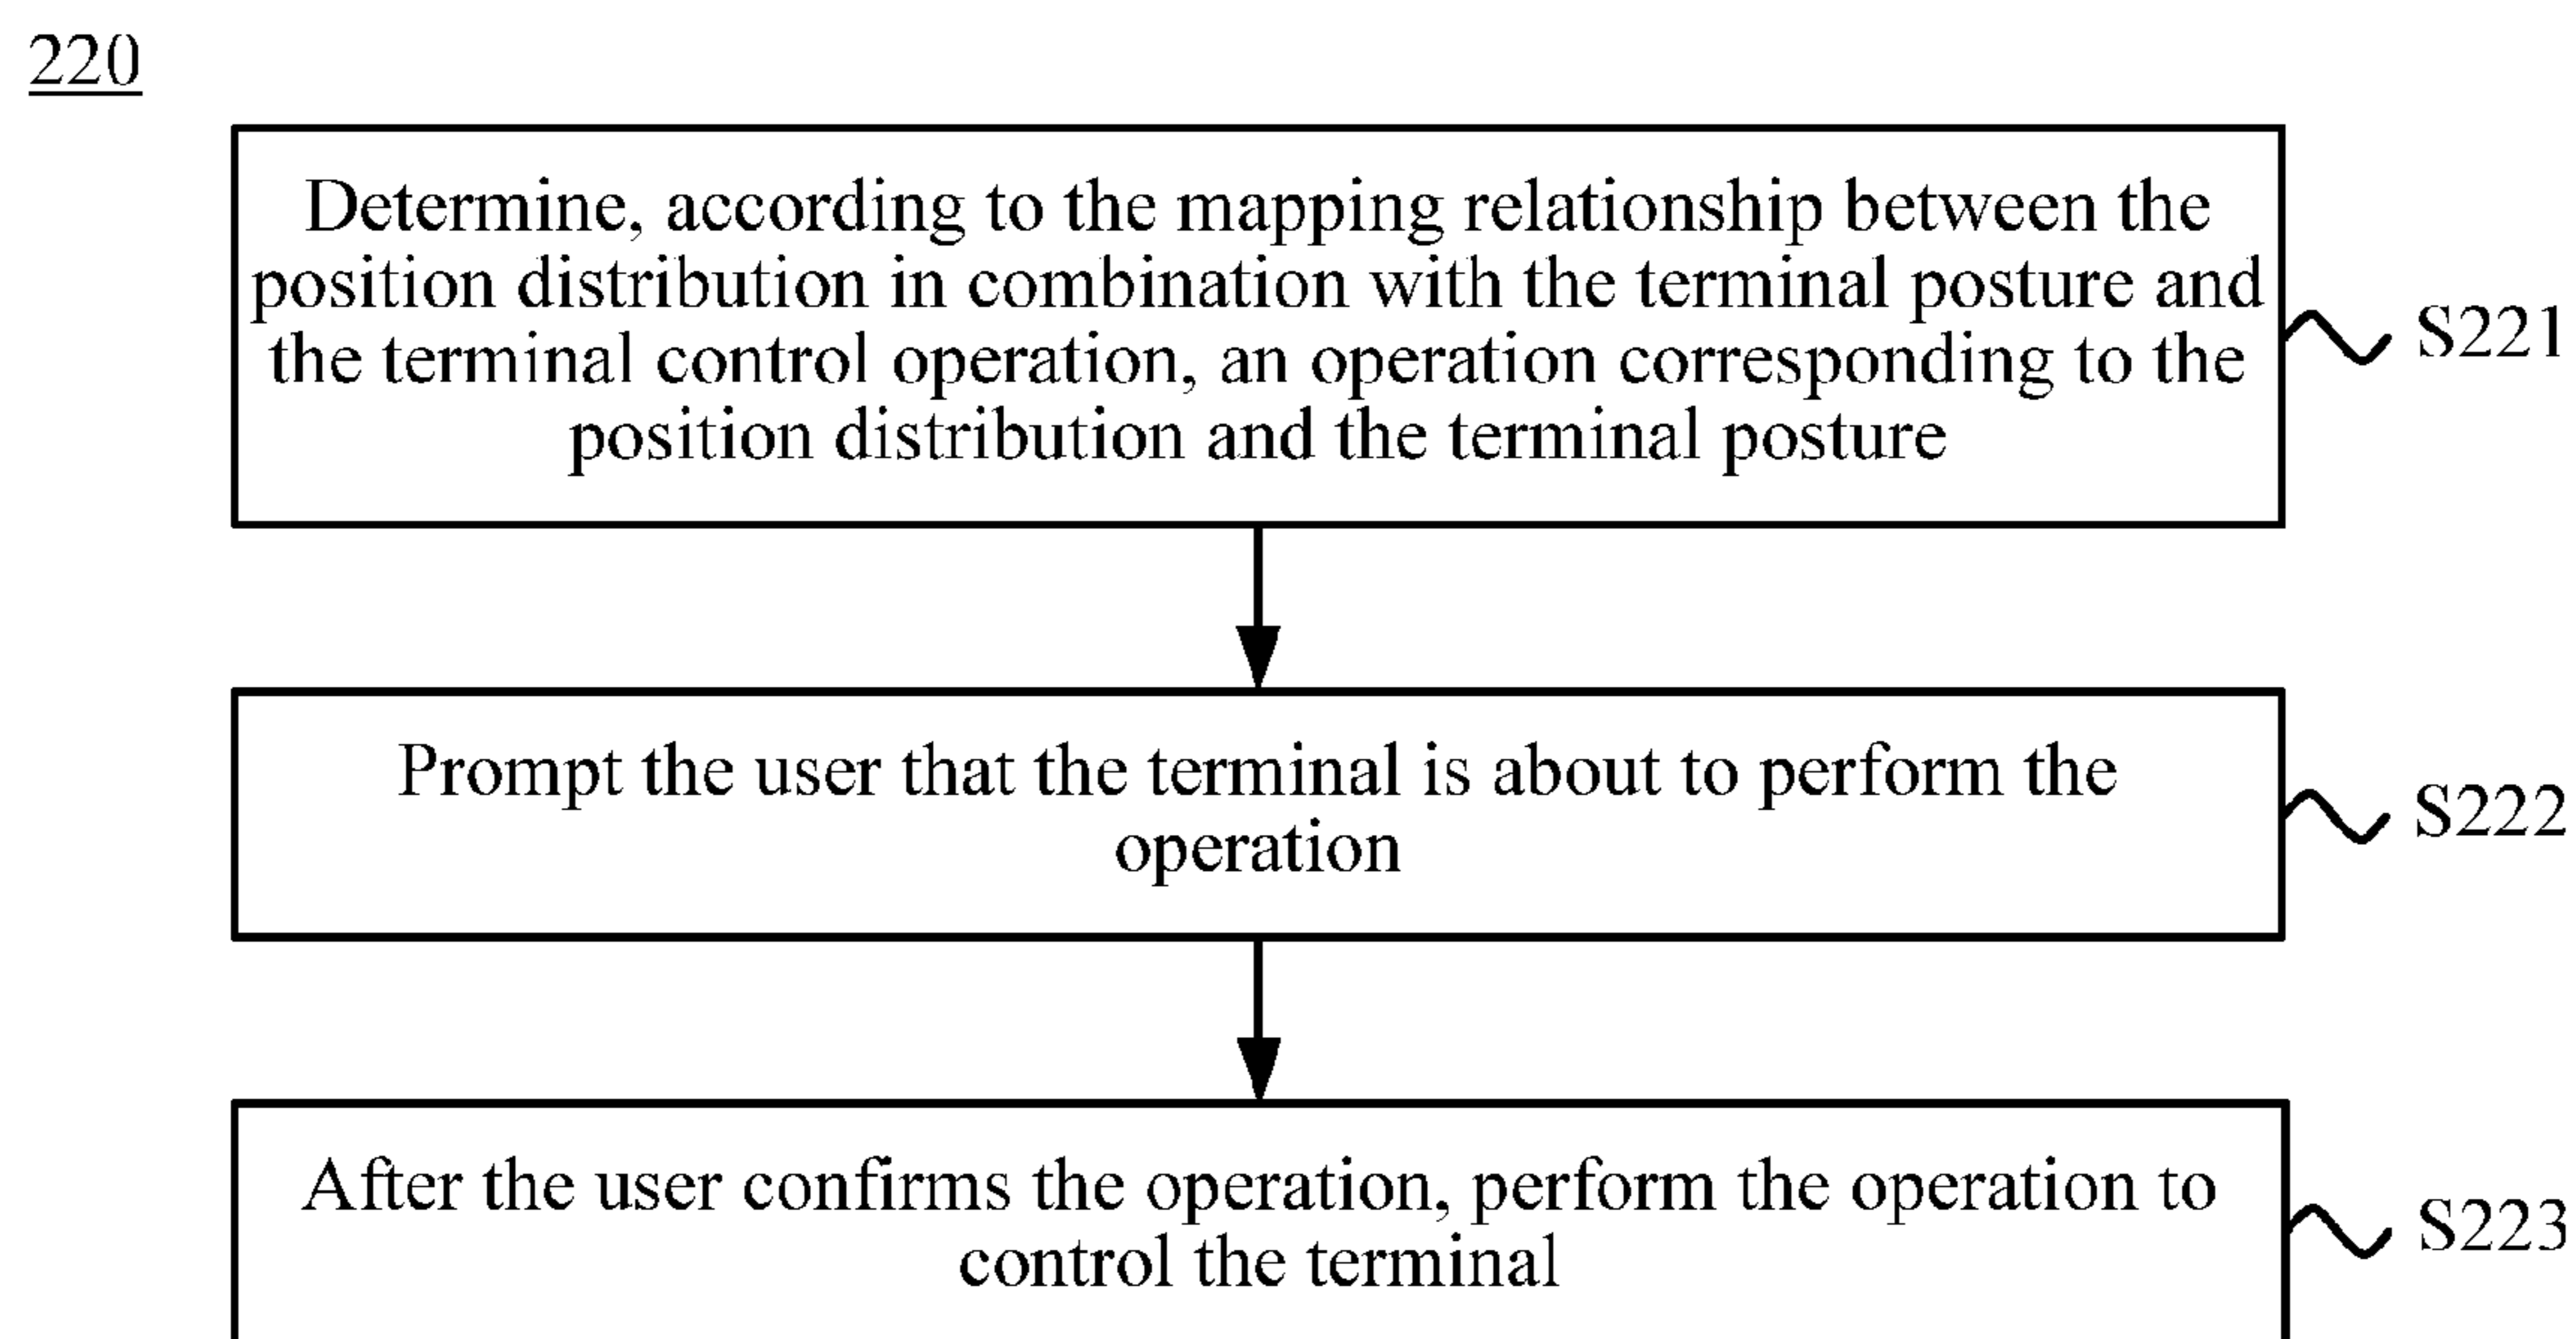 220
Determine, according to the mapping relationship between the
position distribution in combination with the terminal posture and
the terminal control operation, an operation corresponding to the
position distribution and the terminal posture
S221
Prompt the user that the terminal is about to perform the
operation
S222
After the user confirms the operation, perform the operation to
control the terminal
S223